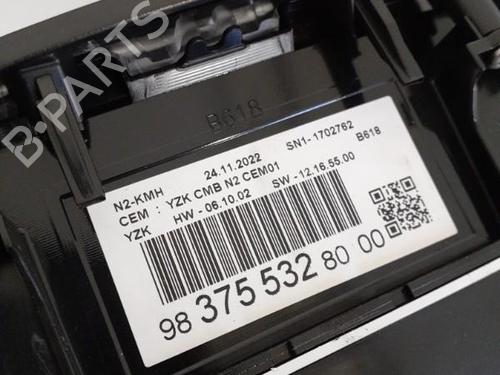 B-PARTS
B618
N2-KMH 24.11.2022 SN1-1702762 B618
CEM : YZK CMB N2 CEM01
YZK HW - 06.10.02 SW -12.16.55.00
98 375 532 80 00